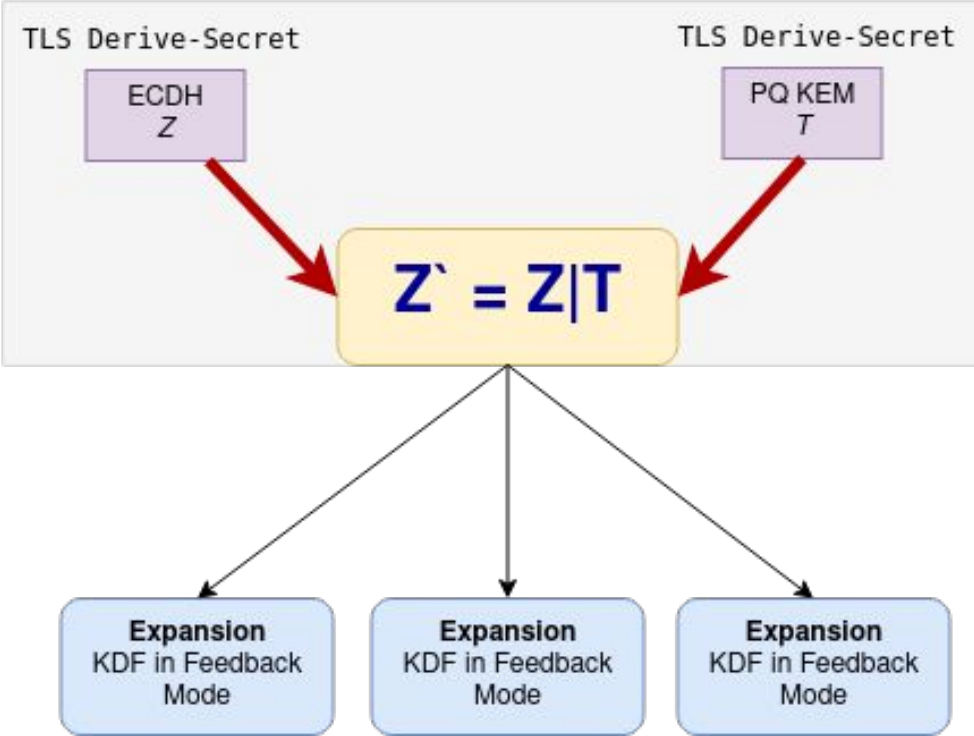 TLS Derive-Secret
TLS Derive-Secret
ECDH
Z
PQ KEM
T
Z` = Z|T
Expansion
KDF in Feedback
Mode
Expansion
KDF in Feedback
Mode
Expansion
KDF in Feedback
Mode